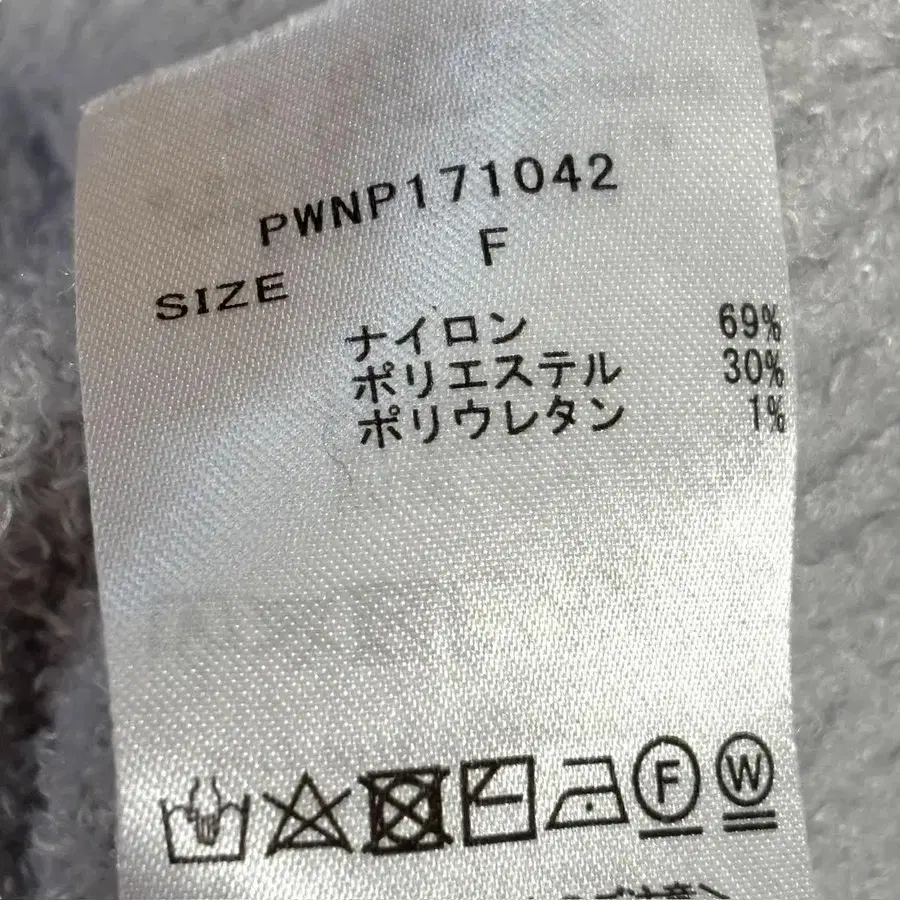 PWNP171042
SIZE F
ナイロン 69%
ポリエステル 30%
ポリウレタン 1%
F
W